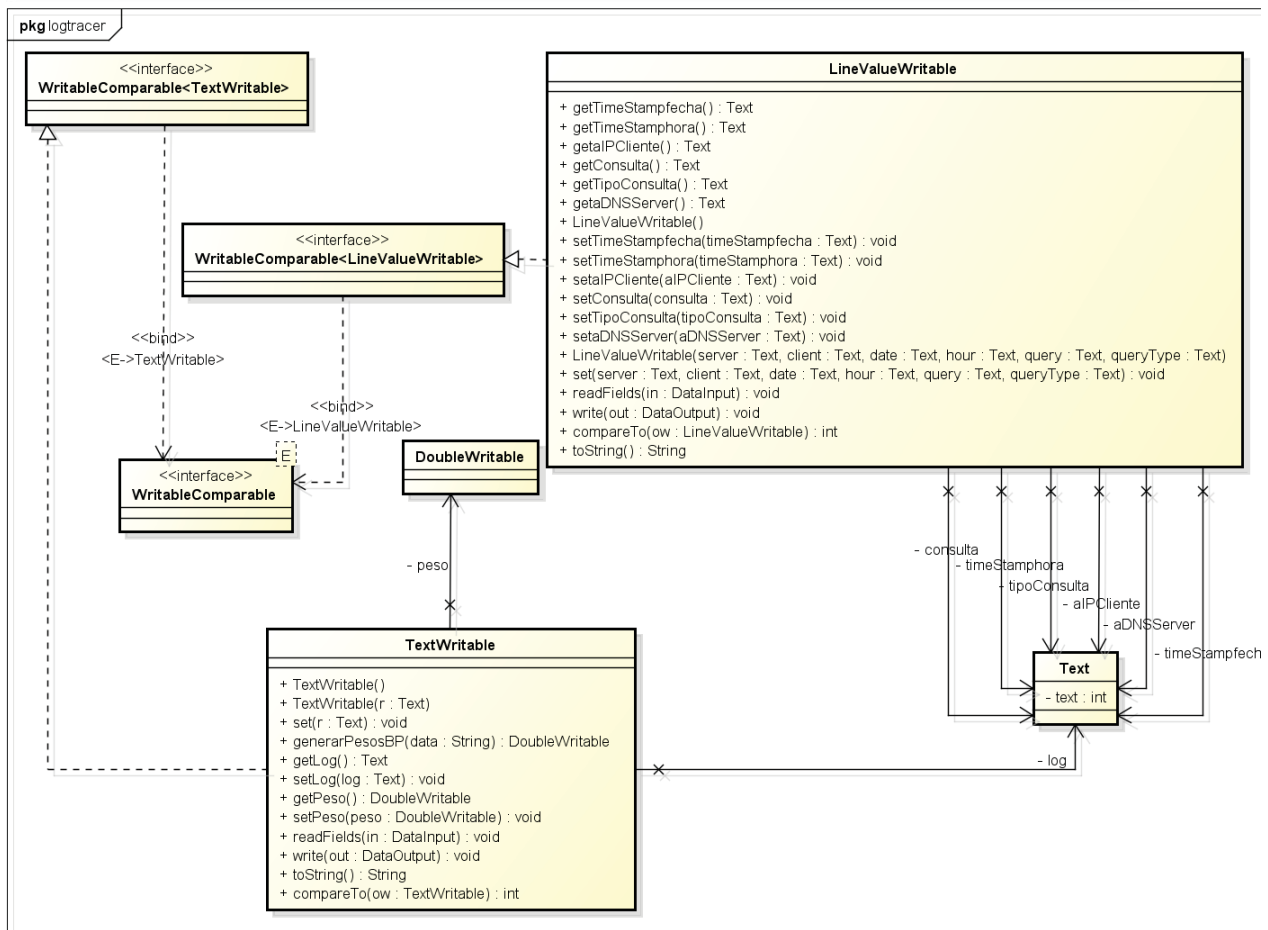 pkg logtracer
<<interface>>
WritableComparable<TextWritable>
LineValueWritable
+ getTimeStampfecha() : Text
+ getTimeStamphora() : Text
+ getaIPCliente() : Text
+ getConsulta() : Text
+ getTipoConsulta() : Text
+ getaDNSServer() : Text
+ LineValueWritable()
+ setTimeStampfecha(timeStampfecha : Text) : void
+ setTimeStamphora(timeStamphora : Text) : void
+ setaIPCliente(aIPCliente : Text) : void
+ setConsulta(consulta : Text) : void
+ setTipoConsulta(tipoConsulta : Text) : void
+ setaDNSServer(aDNSServer : Text) : void
+ LineValueWritable(server : Text, client : Text, date : Text, hour : Text, query : Text, queryType : Text)
+ set(server : Text, client : Text, date : Text, hour : Text, query : Text, queryType : Text) : void
+ readFields(in : DataInput) : void
+ write(out : DataOutput) : void
+ compareTo(ow : LineValueWritable) : int
+ toString() : String
<<interface>>
WritableComparable<LineValueWritable>
<<bind>>
<E->TextWritable>
<<bind>>
<E->LineValueWritable>
E
<<interface>>
WritableComparable
DoubleWritable
- peso
- consulta
- timeStamphora
- tipoConsulta
- aIPCliente
- aDNSServer
- timeStampfech
Text
- text : int
- log
TextWritable
+ TextWritable()
+ TextWritable(r : Text)
+ set(r : Text) : void
+ generarPesosBP(data : String) : DoubleWritable
+ getLog() : Text
+ setLog(log : Text) : void
+ getPeso() : DoubleWritable
+ setPeso(peso : DoubleWritable) : void
+ readFields(in : DataInput) : void
+ write(out : DataOutput) : void
+ toString() : String
+ compareTo(ow : TextWritable) : int